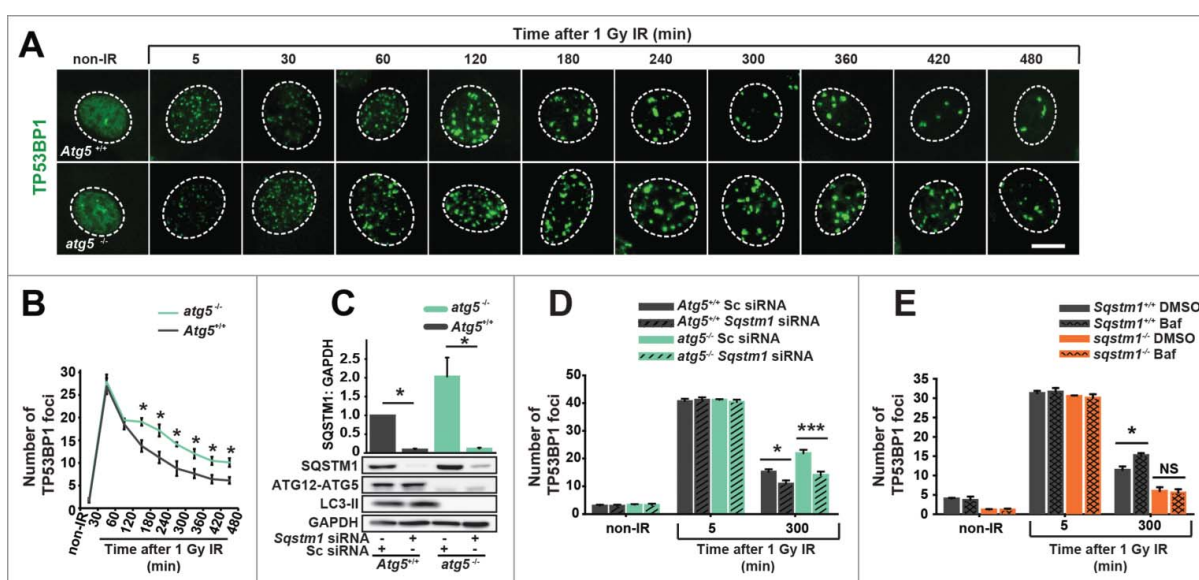 A
Time after 1 Gy IR (min)
non-IR 5 30 60 120 180 240 300 360 420 480
TP53BP1
Atg5 +/+
atg5 -/-
B
atg5-/-
Atg5+/+
Number of
TP53BP1 foci
30
25
20
15
10
5
0
non-IR 30 60 120 180 240 300 360 420 480
* * * * * *
Time after 1 Gy IR
(min)
C
atg5-/-
Atg5+/+
SQSTM1: GAPDH
2.5
2.0
1.5
1.0
0.5
0
* *
SQSTM1
ATG12-ATG5
LC3-II
GAPDH
Sqstm1 siRNA - + - +
Sc siRNA + - + -
Atg5+/+ atg5-/-
D
Atg5+/+ Sc siRNA
Atg5+/+ Sqstm1 siRNA
atg5-/- Sc siRNA
atg5-/- Sqstm1 siRNA
Number of
TP53BP1 foci
50
40
30
20
10
0
* ***
non-IR 5 300
Time after 1 Gy IR
(min)
E
Sqstm1+/+ DMSO
Sqstm1+/+ Baf
sqstm1-/- DMSO
sqstm1-/- Baf
Number of
TP53BP1 foci
35
30
25
20
15
10
5
0
* NS
non-IR 5 300
Time after 1 Gy IR
(min)